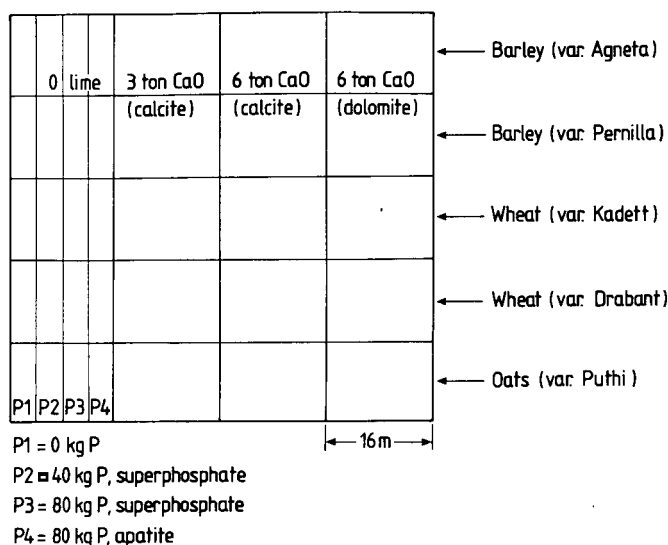 Barley (var. Agneta)
0 lime 3 ton CaO 6 ton CaO 6 ton CaO
(calcite) (calcite) (dolomite)
Barley (var. Pernilla)
Wheat (var. Kadett)
Wheat (var. Drabant)
Oats (var. Puthi)
P1 P2 P3 P4
P1 = 0 kg P
16m
P2 = 40 kg P, superphosphate
P3 = 80 kg P, superphosphate
P4 = 80 kg P, apatite